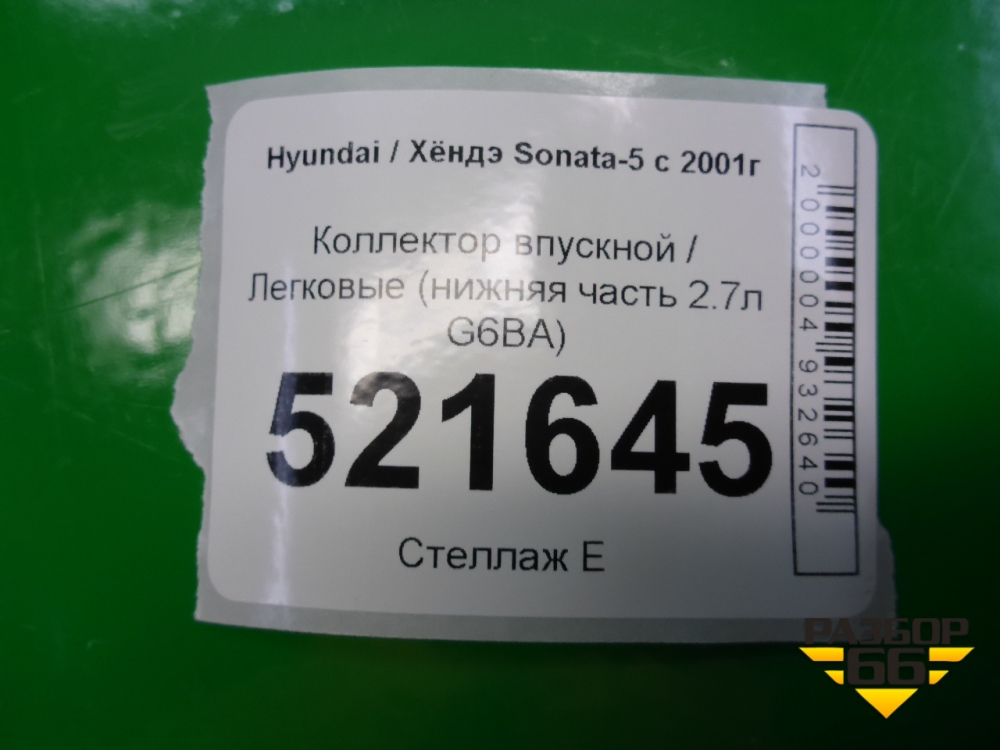 Hyundai / Хёндэ Sonata-5 с 2001г
Коллектор впускной /
Легковые (нижняя часть 2.7л
G6BA)
521645
Стеллаж Е
2000004932640
РАЗБОР
66